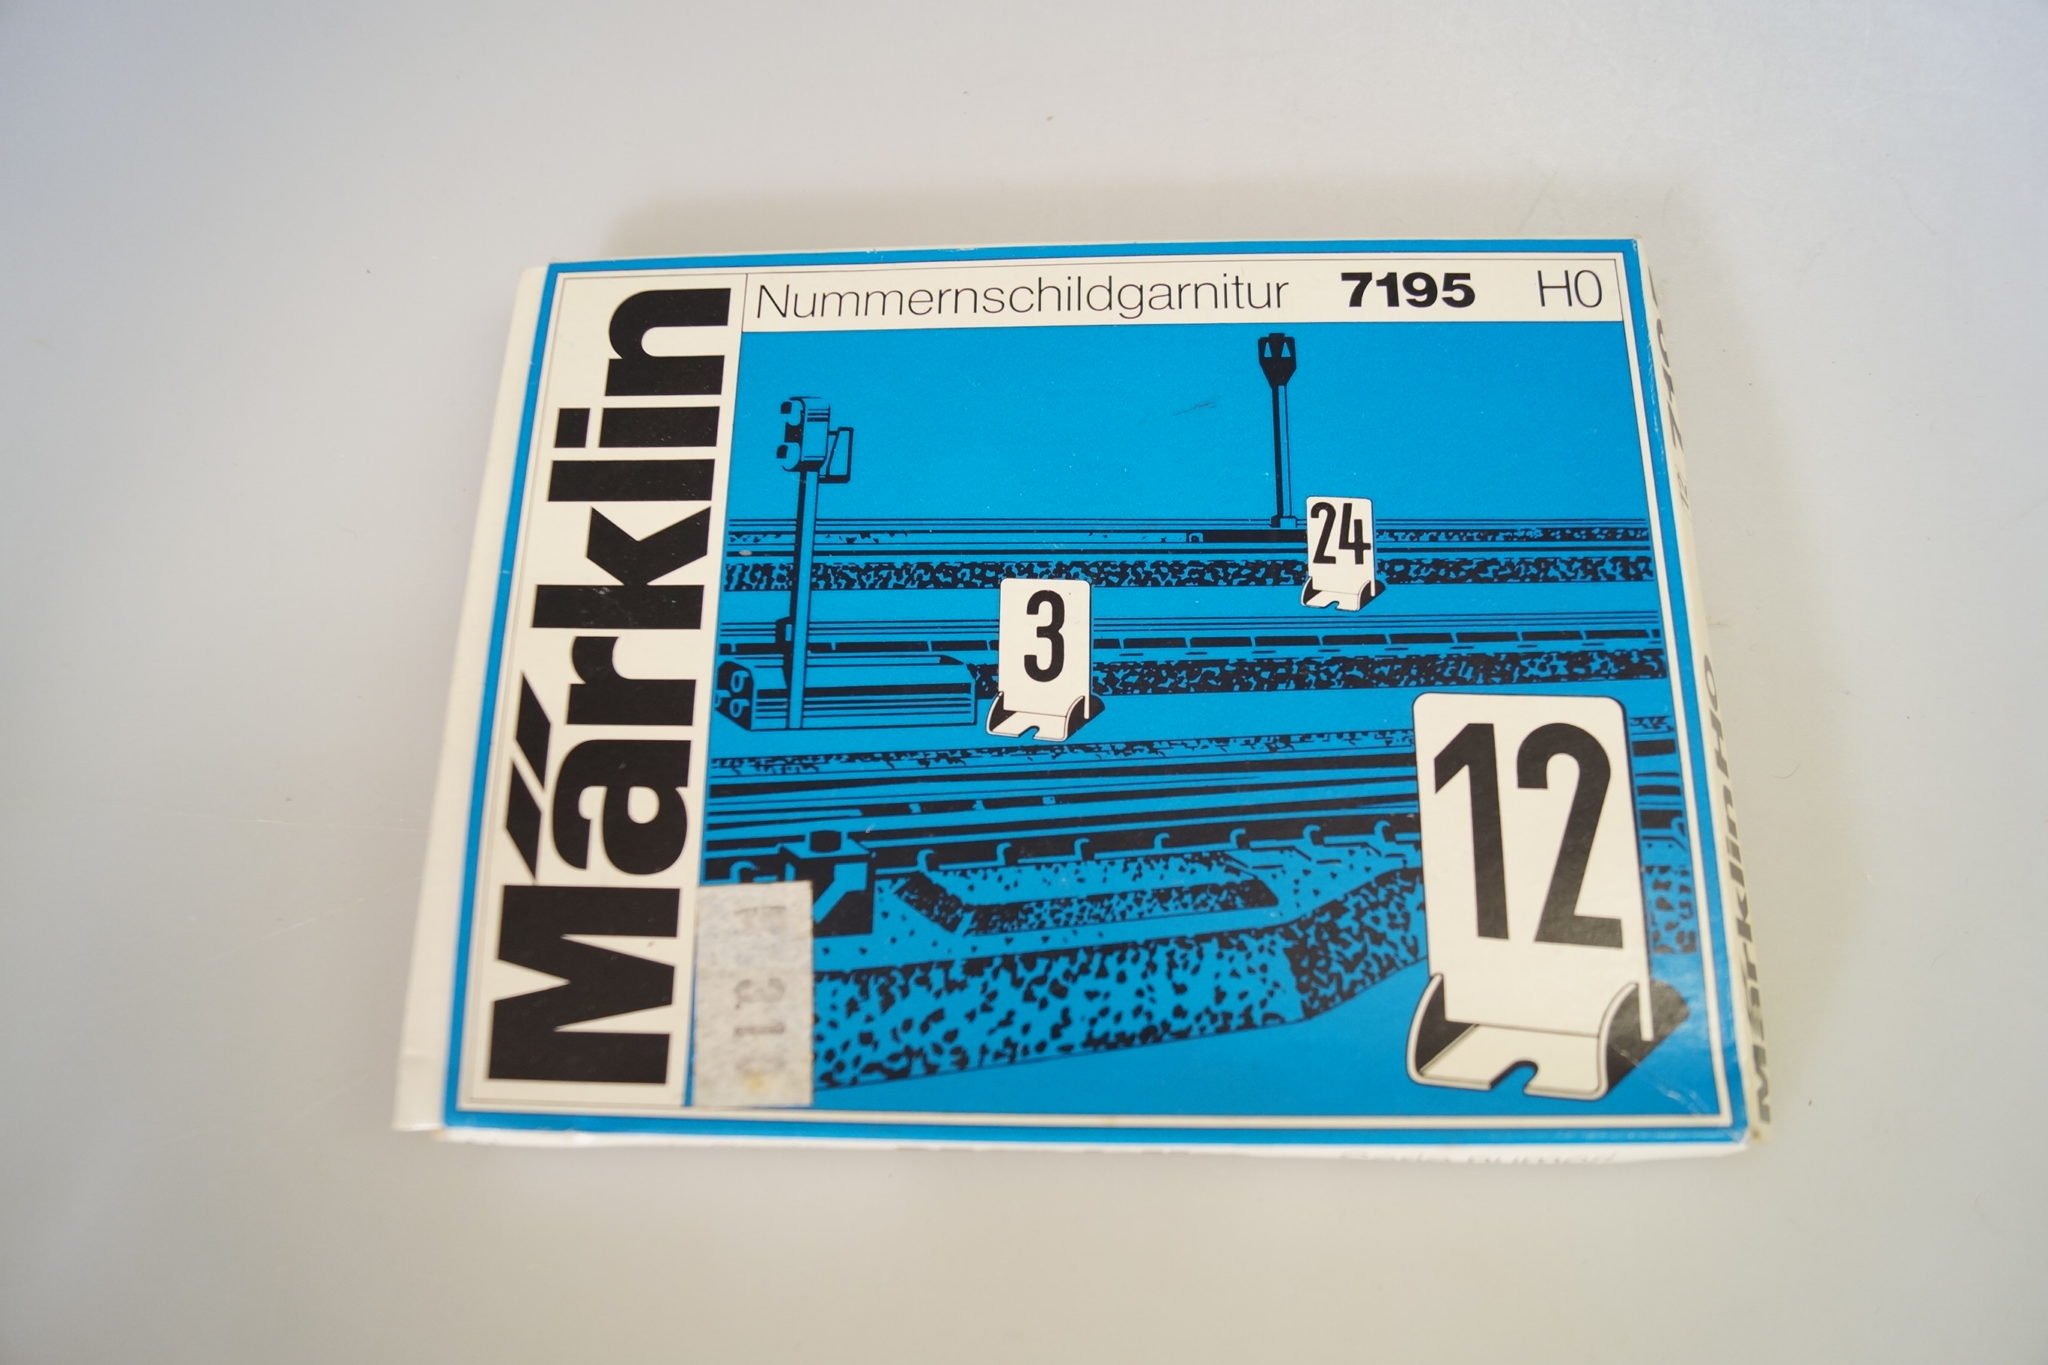 Märklin
Nummernschildgarnitur 7195 H0
24
3
12
Märklin H0